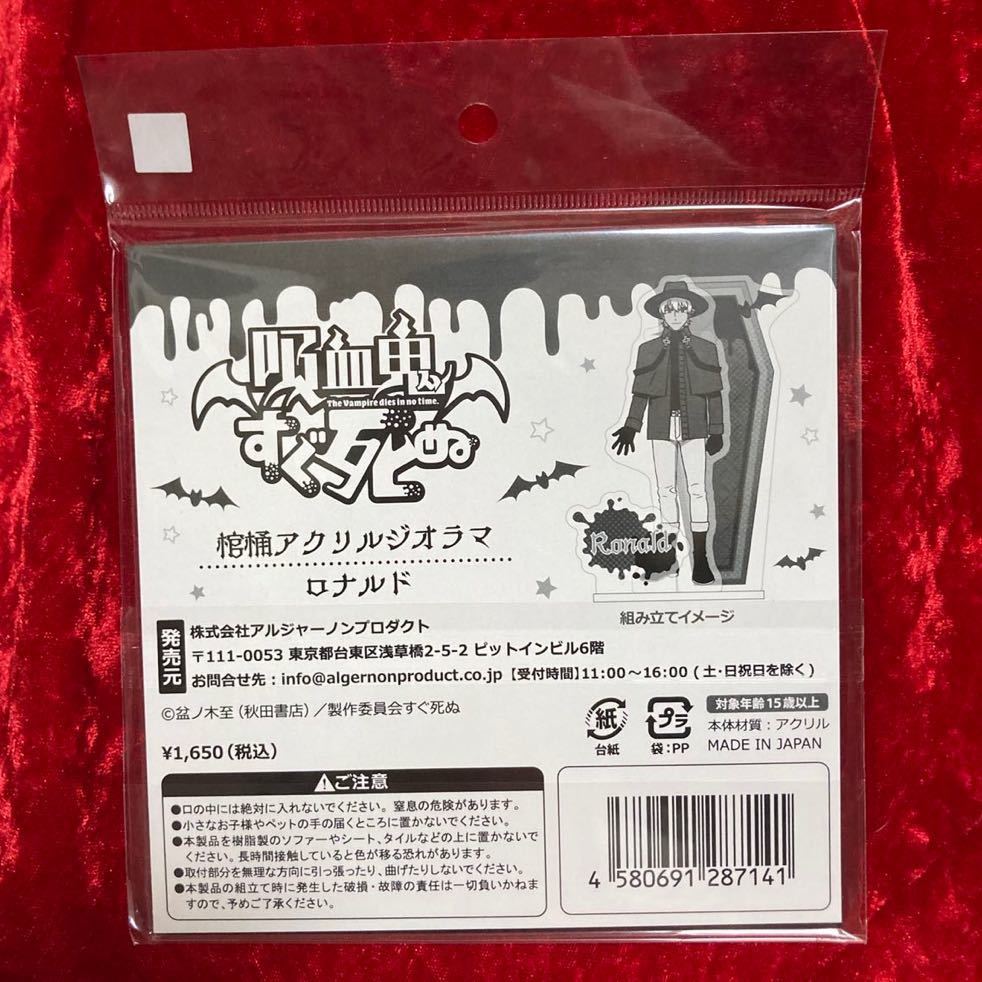 吸血鬼
The Vampire dies in no time.
すぐ死ぬ
棺桶アクリルジオラマ
ロナルド
Ronald
組み立てイメージ
発売元
株式会社アルジャーノンプロダクト
〒111-0053 東京都台東区浅草橋2-5-2 ビットインビル6階
お問合せ先：info@algernonproduct.co.jp【受付時間】11:00～16:00 (土・日祝日を除く)
©盆ノ木至（秋田書店）／製作委員会すぐ死ぬ
¥1,650（税込）
紙
台紙
プラ
袋：PP
対象年齢15歳以上
本体材質：アクリル
MADE IN JAPAN
ご注意
●口の中には絶対に入れないでください。窒息の危険があります。
●小さなお子様やペットの手の届くところに置かないでください。
●本製品を樹脂製のソファーやシート、タイルなどの上に置かないで
ください。長時間接触していると色が移る恐れがあります。
●取付部分を無理な方向に引っ張ったり、曲げたりしないでください。
●本製品の組立て時に発生した破損・故障の責任は一切負いかねま
すので、予めご了承ください。
4 580691 287141